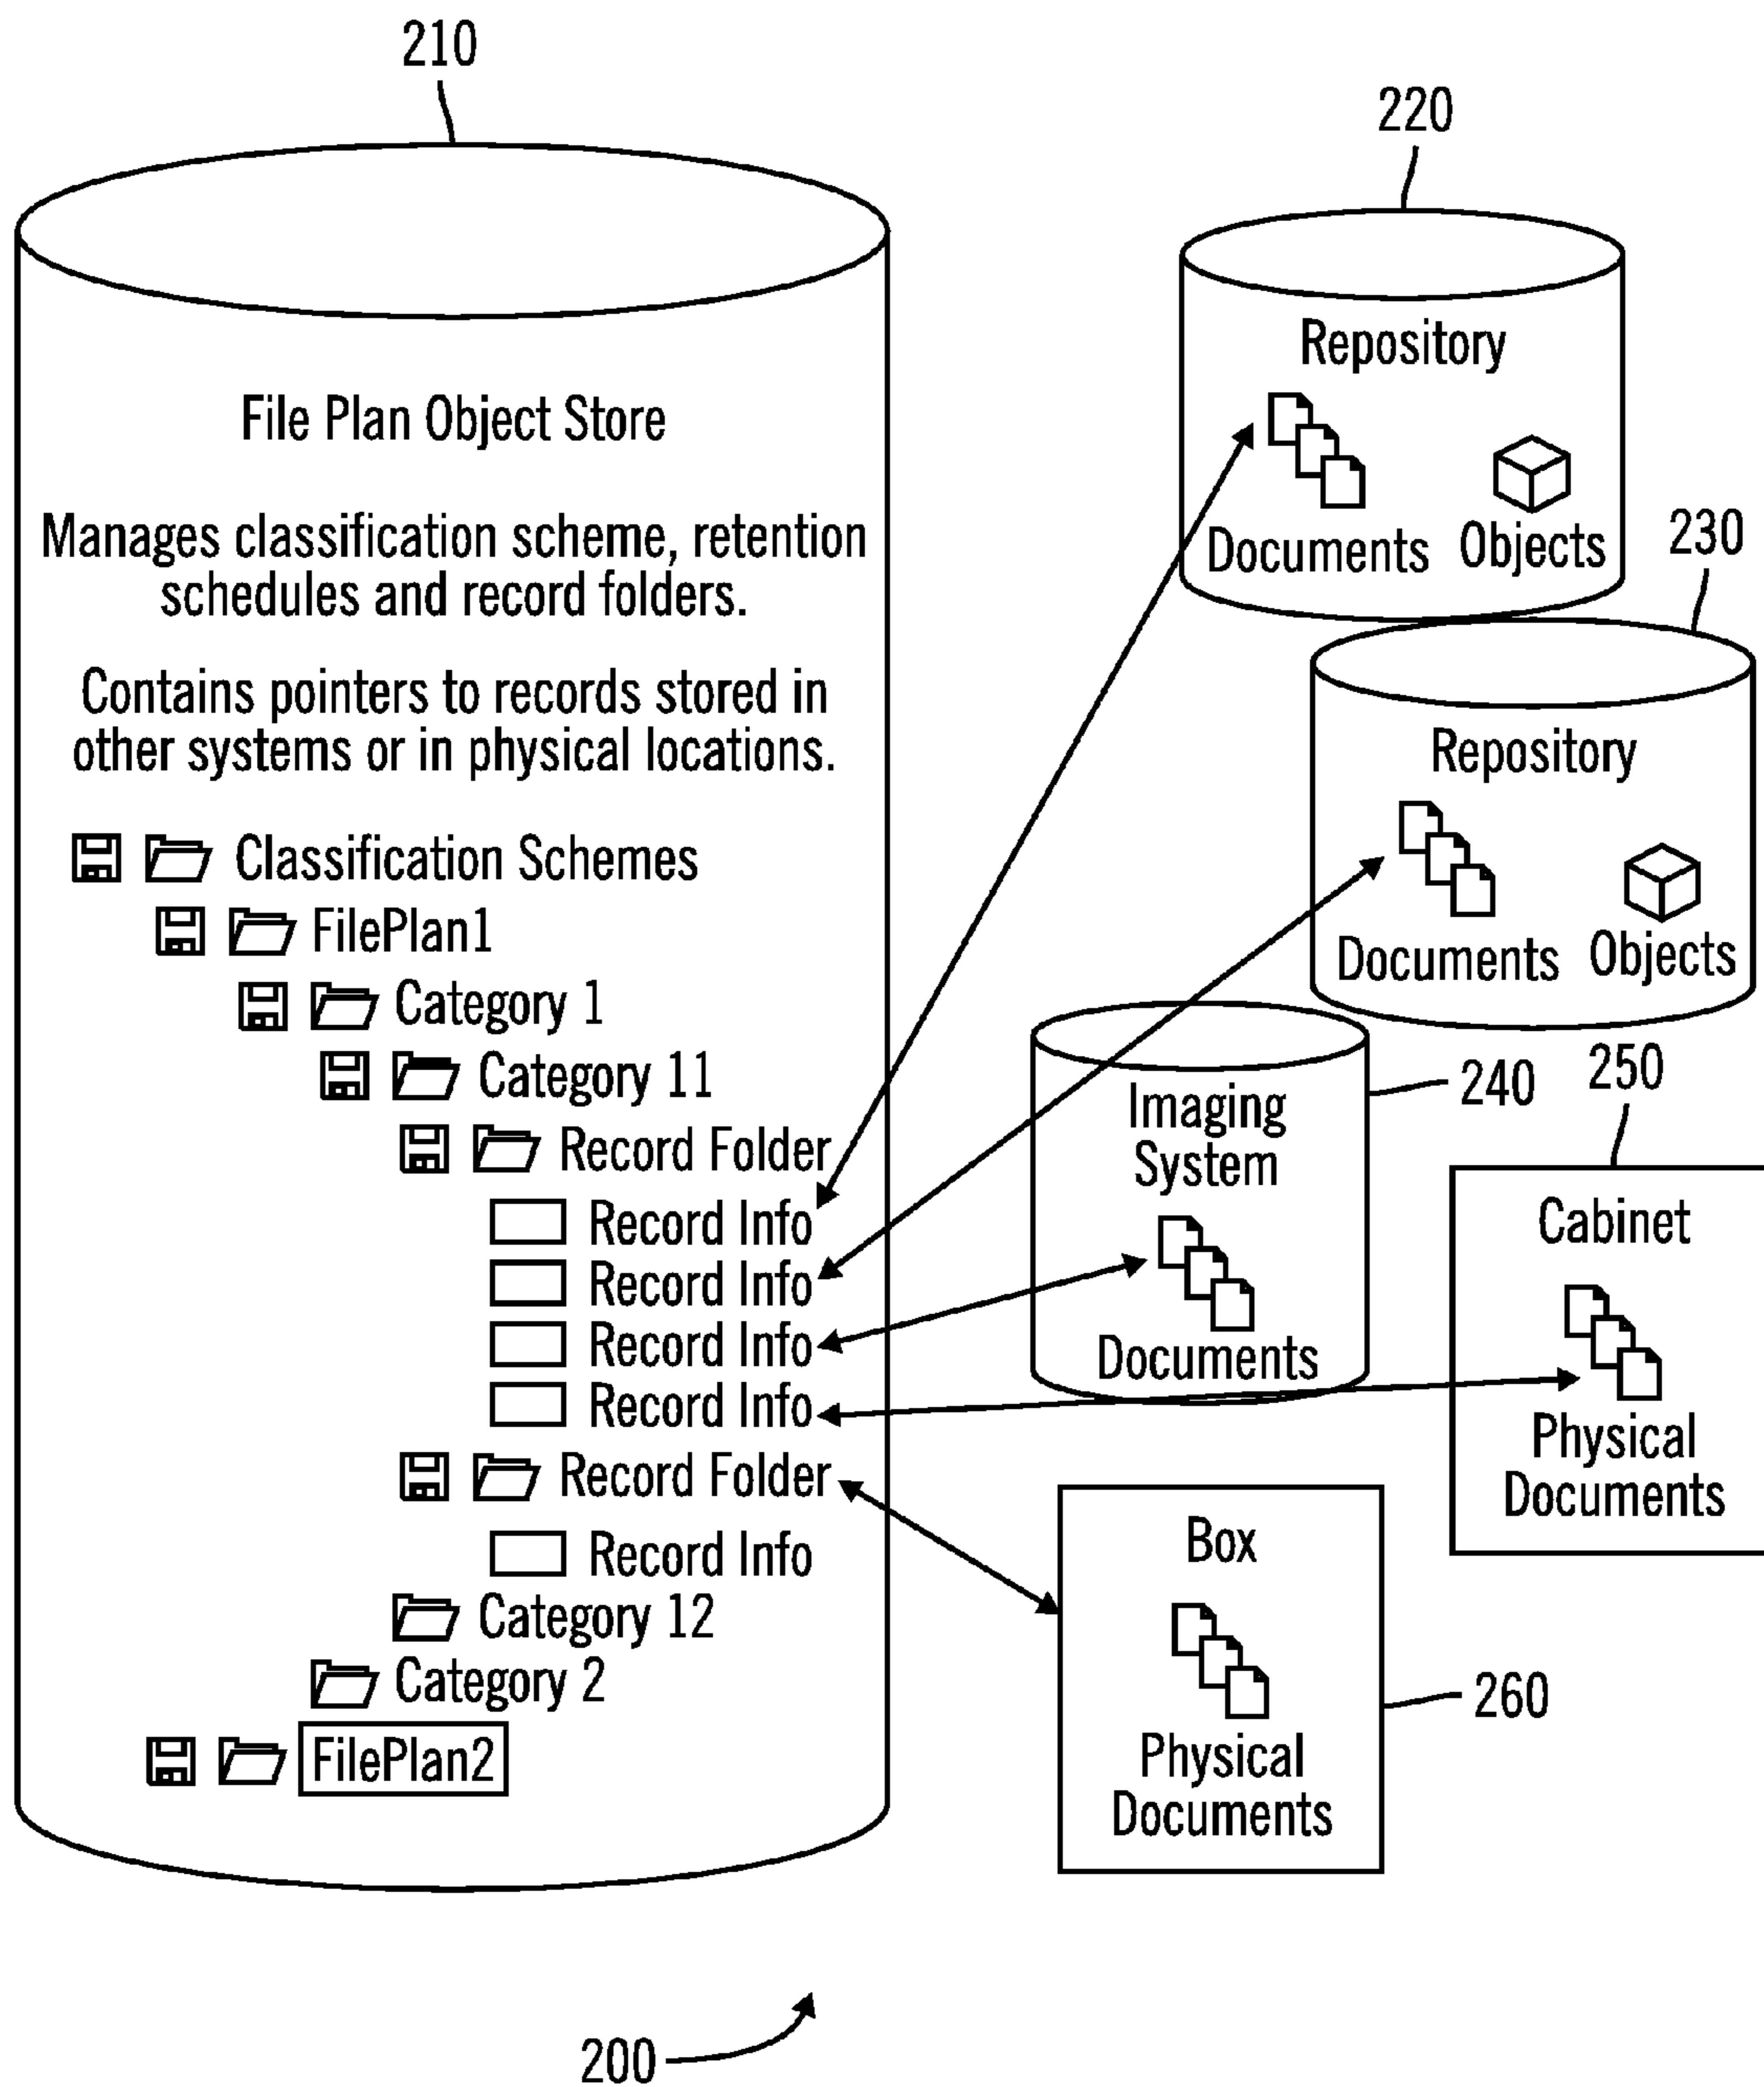 210
File Plan Object Store
Manages classification scheme, retention
schedules and record folders.
Contains pointers to records stored in
other systems or in physical locations.
Classification Schemes
FilePlan1
Category 1
Category 11
Record Folder
Record Info
Record Info
Record Info
Record Info
Record Folder
Record Info
Category 12
Category 2
FilePlan2
220
Repository
Documents
Objects
230
Repository
Documents
Objects
240
Imaging
System
Documents
250
Cabinet
Physical
Documents
Box
Physical
Documents
260
200